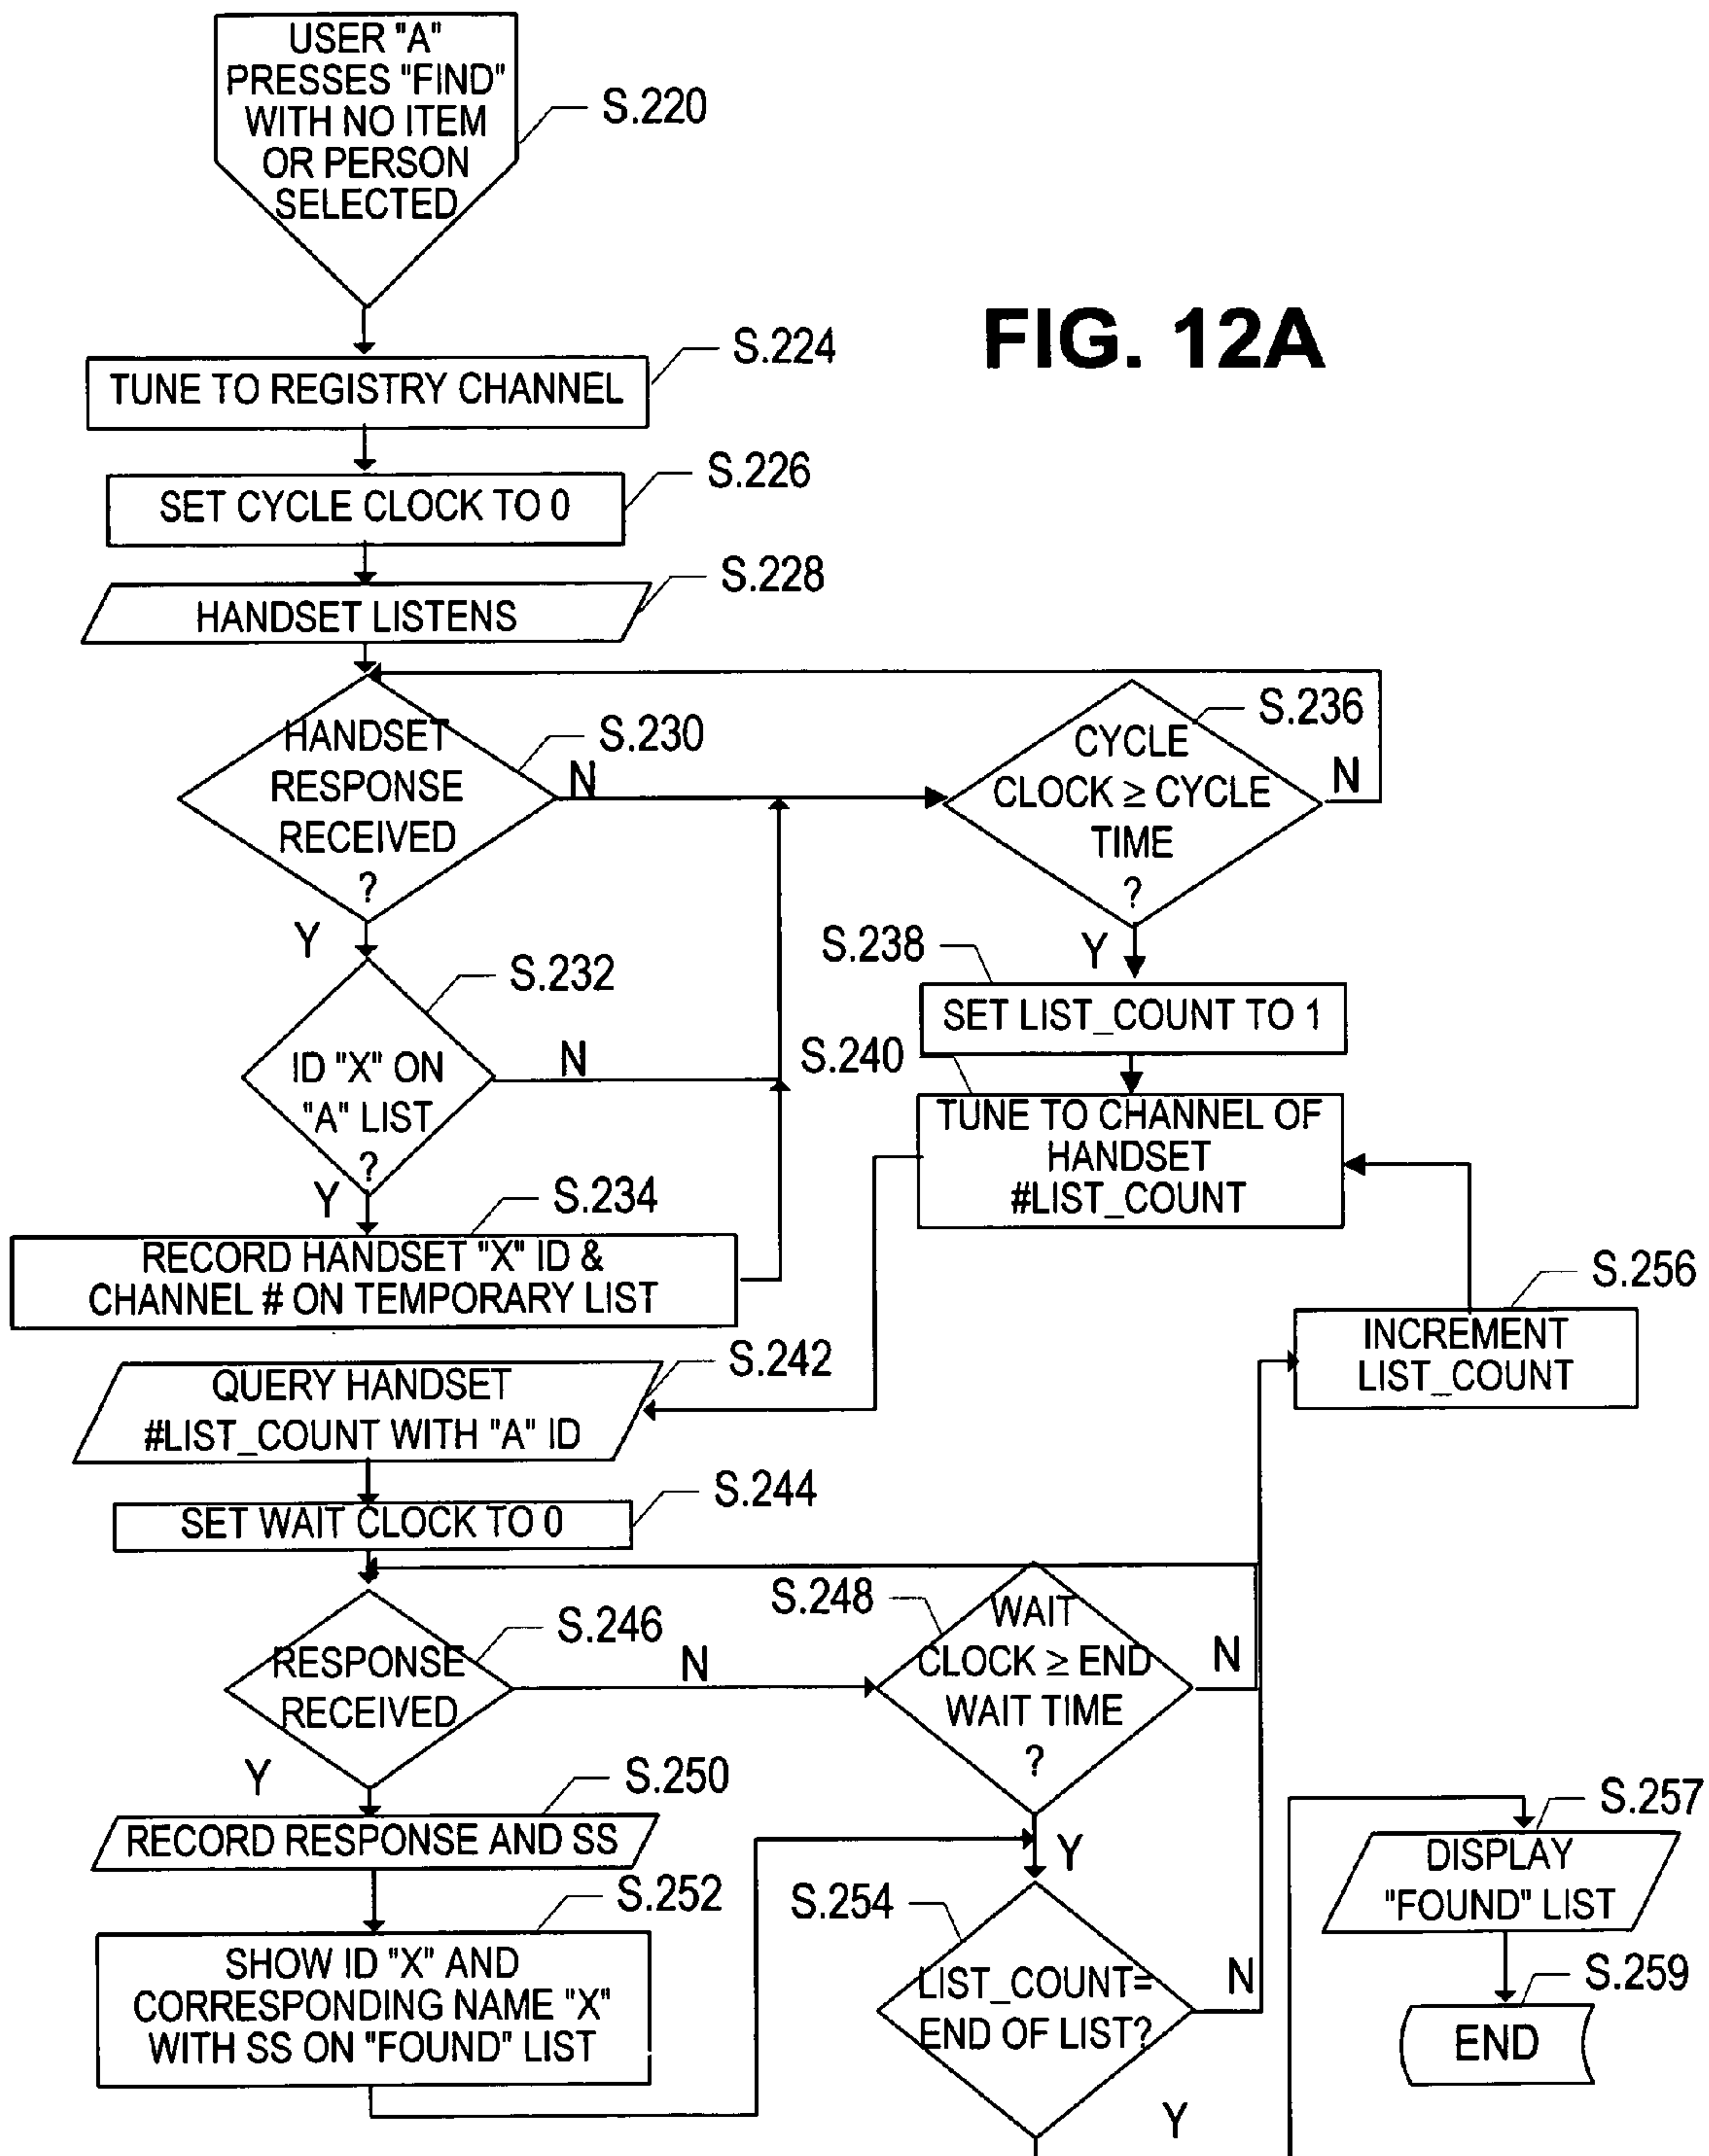 USER "A"
PRESSES "FIND"
WITH NO ITEM
OR PERSON
SELECTED
S.220
FIG. 12A
TUNE TO REGISTRY CHANNEL
S.224
SET CYCLE CLOCK TO 0
S.226
HANDSET LISTENS
S.228
HANDSET
RESPONSE
RECEIVED
?
S.230
N
Y
CYCLE
CLOCK ≥ CYCLE
TIME
?
S.236
N
Y
ID "X" ON
"A" LIST
?
S.232
N
Y
S.238
SET LIST_COUNT TO 1
S.240
TUNE TO CHANNEL OF
HANDSET
#LIST_COUNT
S.234
RECORD HANDSET "X" ID &
CHANNEL # ON TEMPORARY LIST
S.256
INCREMENT
LIST_COUNT
S.242
QUERY HANDSET
#LIST_COUNT WITH "A" ID
S.244
SET WAIT CLOCK TO 0
S.246
RESPONSE
RECEIVED
N
Y
S.248
WAIT
CLOCK ≥ END
WAIT TIME
?
N
Y
S.250
RECORD RESPONSE AND SS
S.252
SHOW ID "X" AND
CORRESPONDING NAME "X"
WITH SS ON "FOUND" LIST
S.254
LIST_COUNT=
END OF LIST?
N
Y
S.257
DISPLAY
"FOUND" LIST
S.259
END